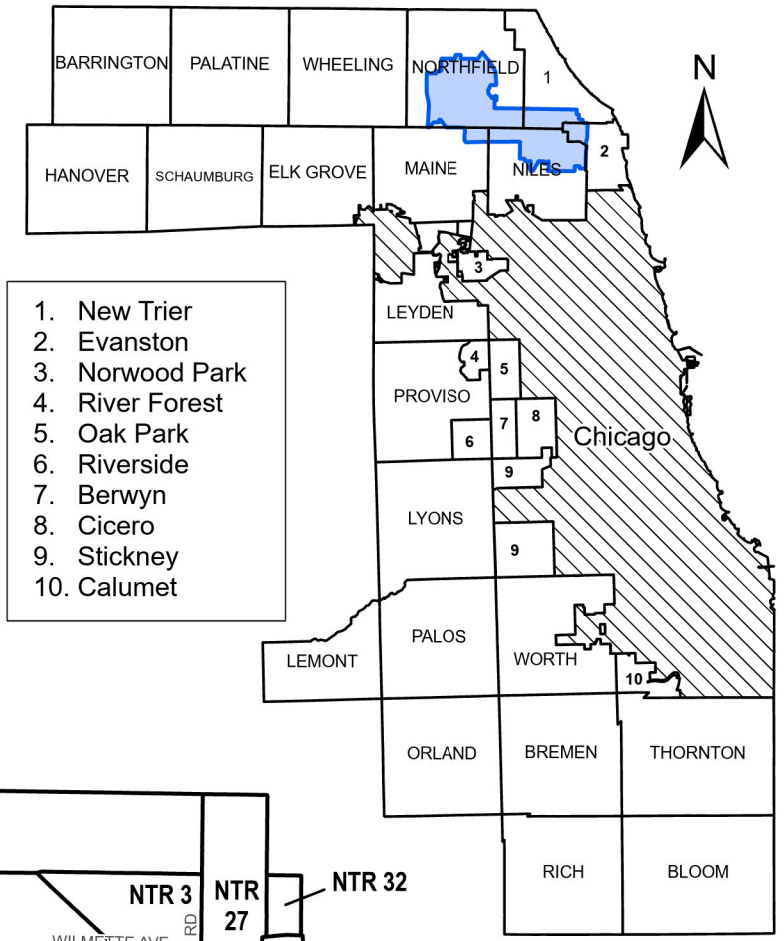 BARRINGTON
PALATINE
WHEELING
NORTHFIELD
1
N
HANOVER
SCHAUMBURG
ELK GROVE
MAINE
NILES
2
3
1. New Trier
2. Evanston
3. Norwood Park
4. River Forest
5. Oak Park
6. Riverside
7. Berwyn
8. Cicero
9. Stickney
10. Calumet
LEYDEN
4
5
PROVISO
7
8
6
Chicago
9
LYONS
9
PALOS
LEMONT
WORTH
10
ORLAND
BREMEN
THORNTON
RICH
BLOOM
NTR 3
NTR
27
NTR 32
RD
WILMETTE AVE